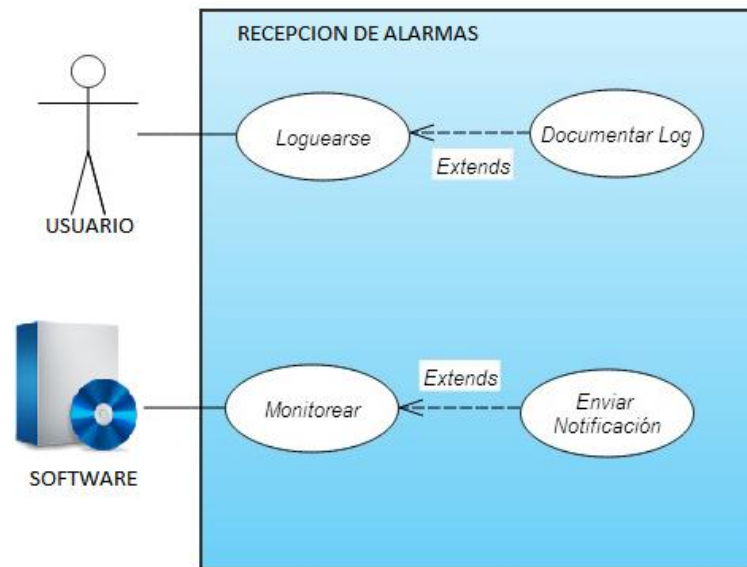 RECEPCION DE ALARMAS
Loguearse
Documentar Log
Extends
USUARIO
Extends
Monitorear
Enviar
Notificación
SOFTWARE